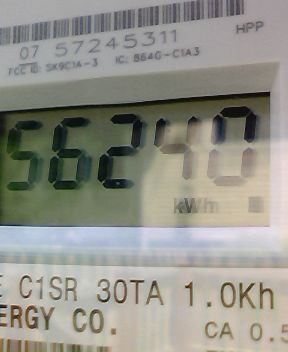 07 57245311
HPP
FCC ID: SK9C1A-3 IC: 864G-C1A3
56240
kWh
E C1SR 30TA 1.0Kh
ERGY CO.
CA 0.5